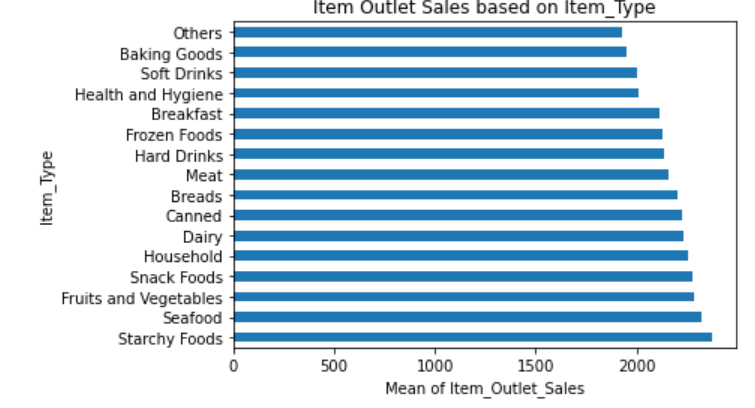 Item Outlet Sales based on Item_Type
Others
Baking Goods
Soft Drinks
Health and Hygiene
Breakfast
Frozen Foods
Hard Drinks
Meat
Breads
Canned
Dairy
Household
Snack Foods
Fruits and Vegetables
Seafood
Starchy Foods
Item_Type
0 500 1000 1500 2000
Mean of Item_Outlet_Sales